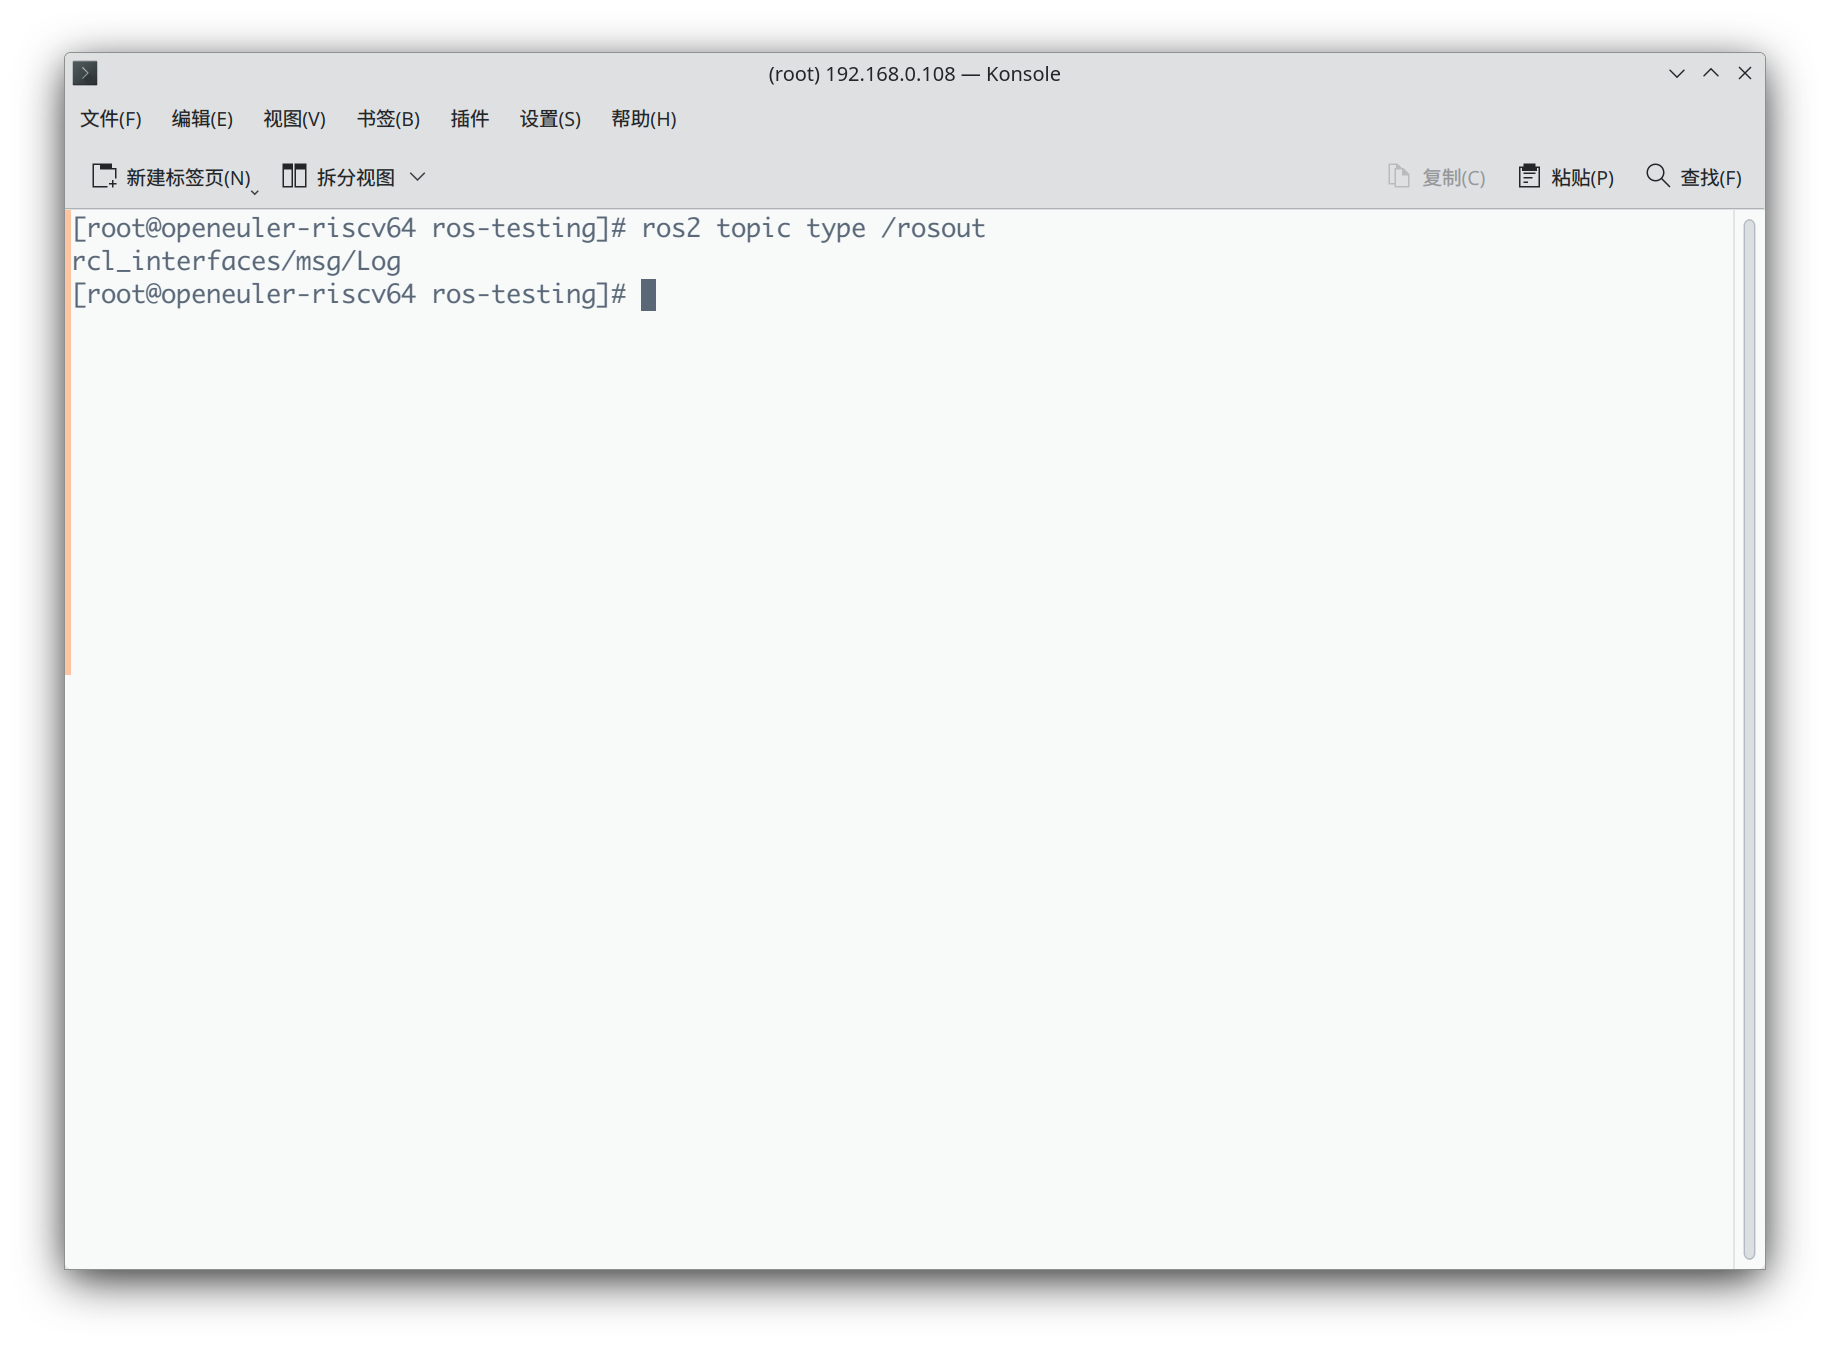 (root) 192.168.0.108 — Konsole
文件(F) 编辑(E) 视图(V) 书签(B) 插件 设置(S) 帮助(H)
新建标签页(N) 拆分视图 复制(C) 粘贴(P) 查找(F)
[root@openeuler-riscv64 ros-testing]# ros2 topic type /rosout
rcl_interfaces/msg/Log
[root@openeuler-riscv64 ros-testing]#